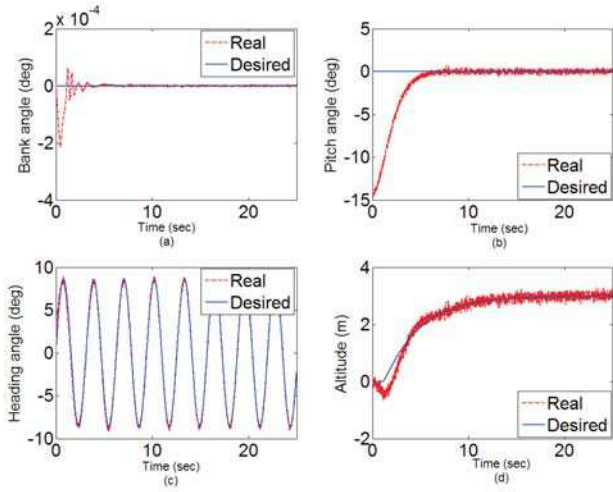 x 10⁻⁴
2
0
-2
-4
Bank angle (deg)
Real
Desired
0
10
20
Time (sec)
(a)
5
0
-5
-10
-15
Pitch angle (deg)
Real
Desired
0
10
20
Time (sec)
(b)
10
5
0
-5
-10
Heading angle (deg)
Real
Desired
0
10
20
Time (sec)
(c)
4
2
0
-2
Altitude (m)
Real
Desired
0
10
20
Time (sec)
(d)